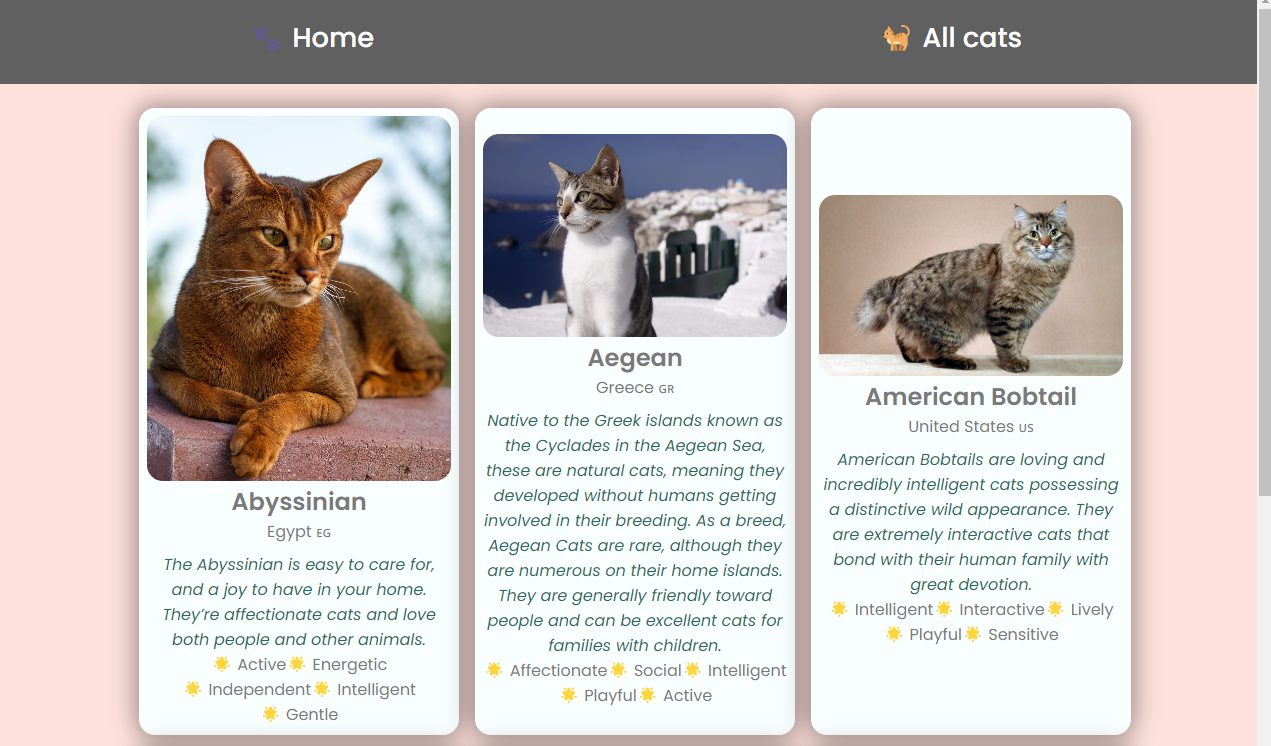 Home
All cats
Abyssinian
Egypt EG
The Abyssinian is easy to care for,
and a joy to have in your home.
They’re affectionate cats and love
both people and other animals.
Active Energetic
Independent Intelligent
Gentle
Aegean
Greece GR
Native to the Greek islands known as
the Cyclades in the Aegean Sea,
these are natural cats, meaning they
developed without humans getting
involved in their breeding. As a breed,
Aegean Cats are rare, although they
are numerous on their home islands.
They are generally friendly toward
people and can be excellent cats for
families with children.
Affectionate Social Intelligent
Playful Active
American Bobtail
United States US
American Bobtails are loving and
incredibly intelligent cats possessing
a distinctive wild appearance. They
are extremely interactive cats that
bond with their human family with
great devotion.
Intelligent Interactive Lively
Playful Sensitive